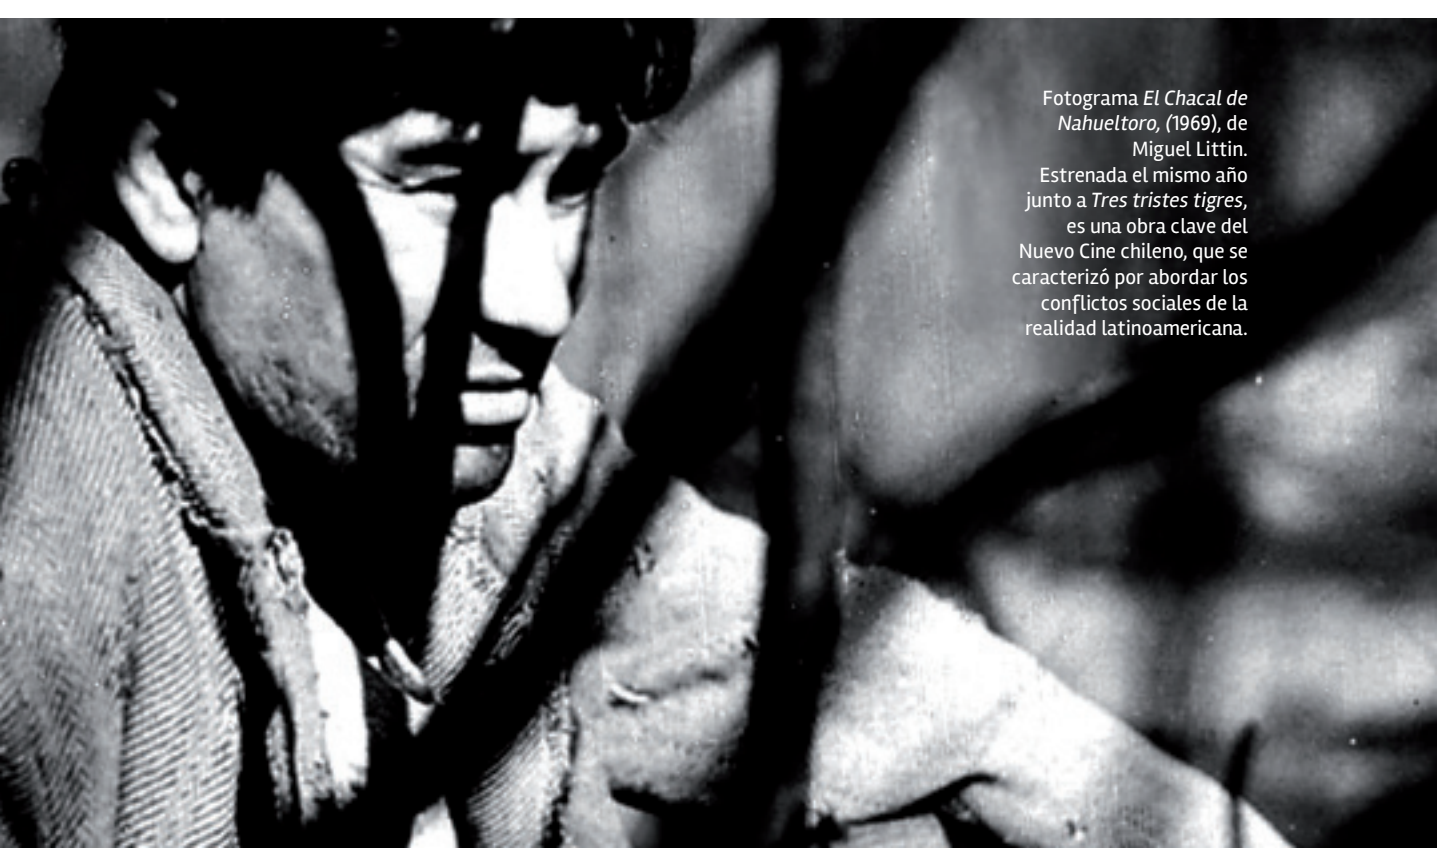 Fotograma El Chacal de
Nahueltoro, (1969), de
Miguel Littin.
Estrenada el mismo año
junto a Tres tristes tigres,
es una obra clave del
Nuevo Cine chileno, que se
caracterizó por abordar los
conflictos sociales de la
realidad latinoamericana.